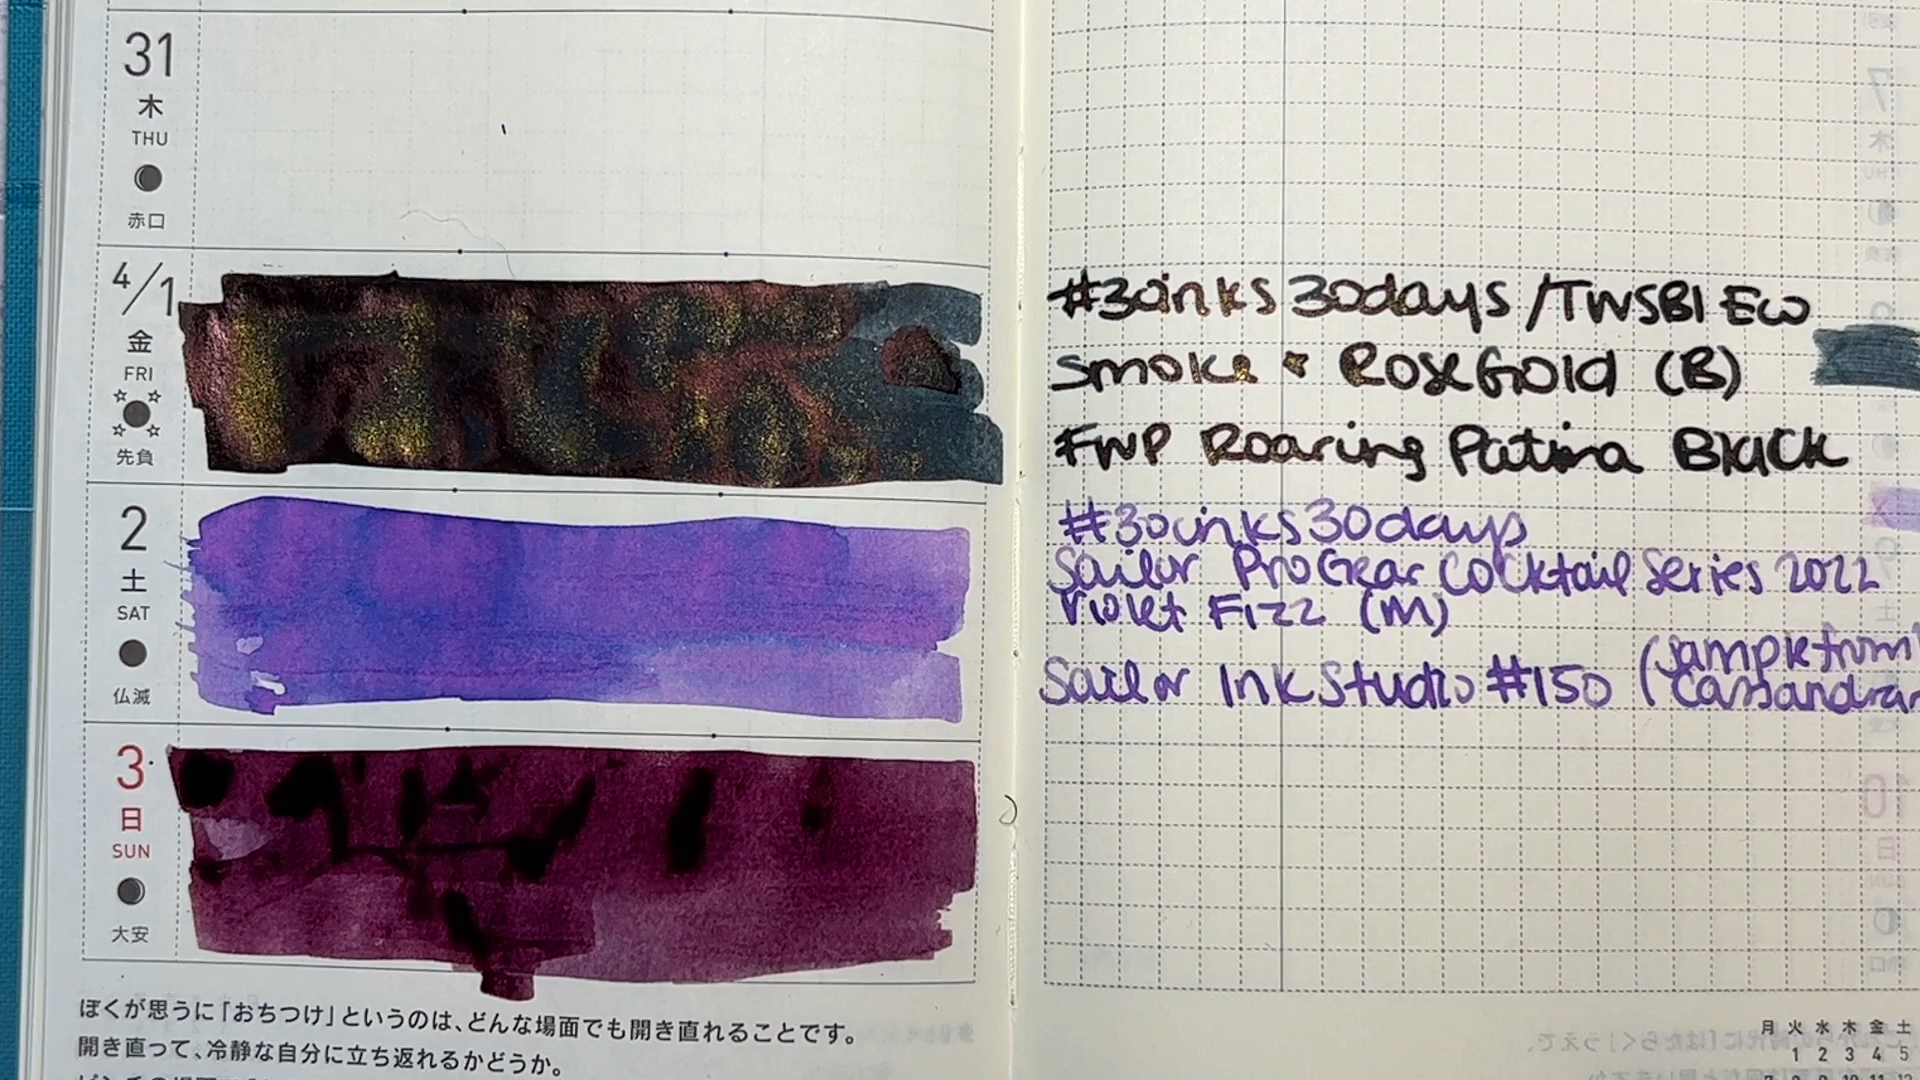 31
木
THU
赤口
4/1
金
FRI
先負
2
土
SAT
仏滅
3
日
SUN
大安
ぼくが思うに「おちつけ」というのは、どんな場面でも開き直れることです。
開き直って、冷静な自分に立ち返れるかどうか。
#30inks30days / TWSBI Eco
Smoke & RoseGold (B)
FWP Roaring Patina Black
#30inks30days
Sailor ProGear Cocktail Series 2022
Violet Fizz (M)
Sailor Ink Studio #150 (Sample from
Cassandra
月 火 水 木 金 土
1 2 3 4 5